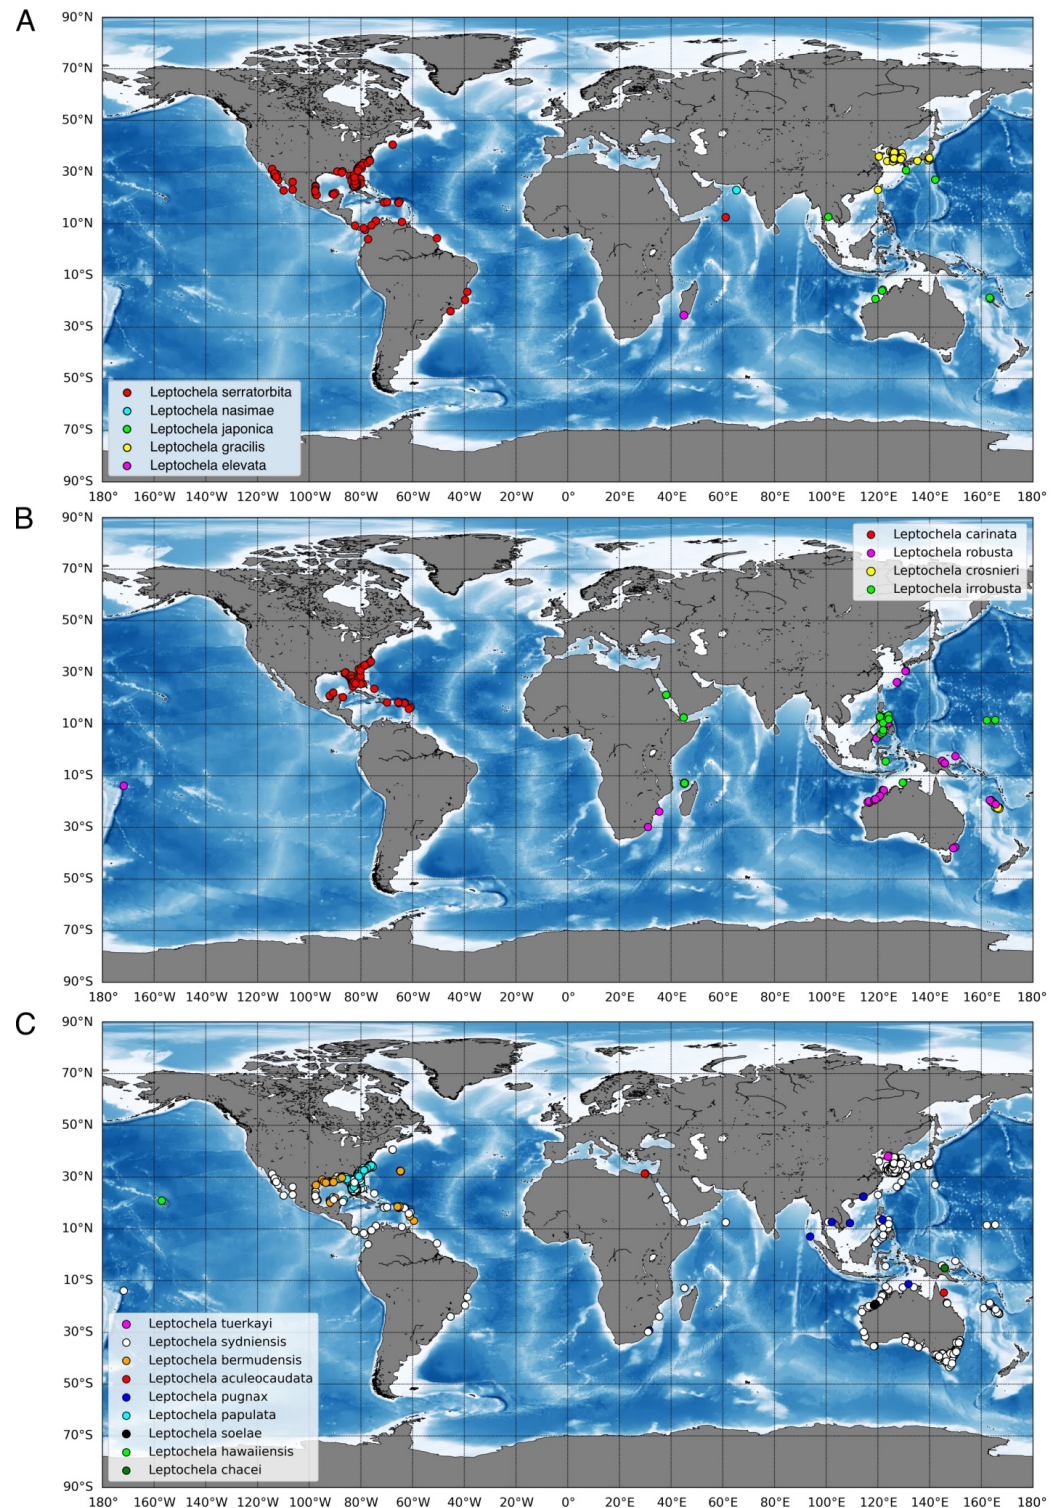 A
90°N
70°N
50°N
30°N
10°N
10°S
30°S
50°S
70°S
90°S
Leptochela serratorbita
Leptochela nasimae
Leptochela japonica
Leptochela gracilis
Leptochela elevata
180° 160°W 140°W 120°W 100°W 80°W 60°W 40°W 20°W 0° 20°E 40°E 60°E 80°E 100°E 120°E 140°E 160°E 180°
B
90°N
70°N
50°N
30°N
10°N
10°S
30°S
50°S
70°S
90°S
Leptochela carinata
Leptochela robusta
Leptochela crosnieri
Leptochela irrobusta
180° 160°W 140°W 120°W 100°W 80°W 60°W 40°W 20°W 0° 20°E 40°E 60°E 80°E 100°E 120°E 140°E 160°E 180°
C
90°N
70°N
50°N
30°N
10°N
10°S
30°S
50°S
70°S
90°S
Leptochela tuerkayi
Leptochela sydniensis
Leptochela bermudensis
Leptochela aculeocaudata
Leptochela pugnax
Leptochela papulata
Leptochela soelae
Leptochela hawaiiensis
Leptochela chacei
180° 160°W 140°W 120°W 100°W 80°W 60°W 40°W 20°W 0° 20°E 40°E 60°E 80°E 100°E 120°E 140°E 160°E 180°